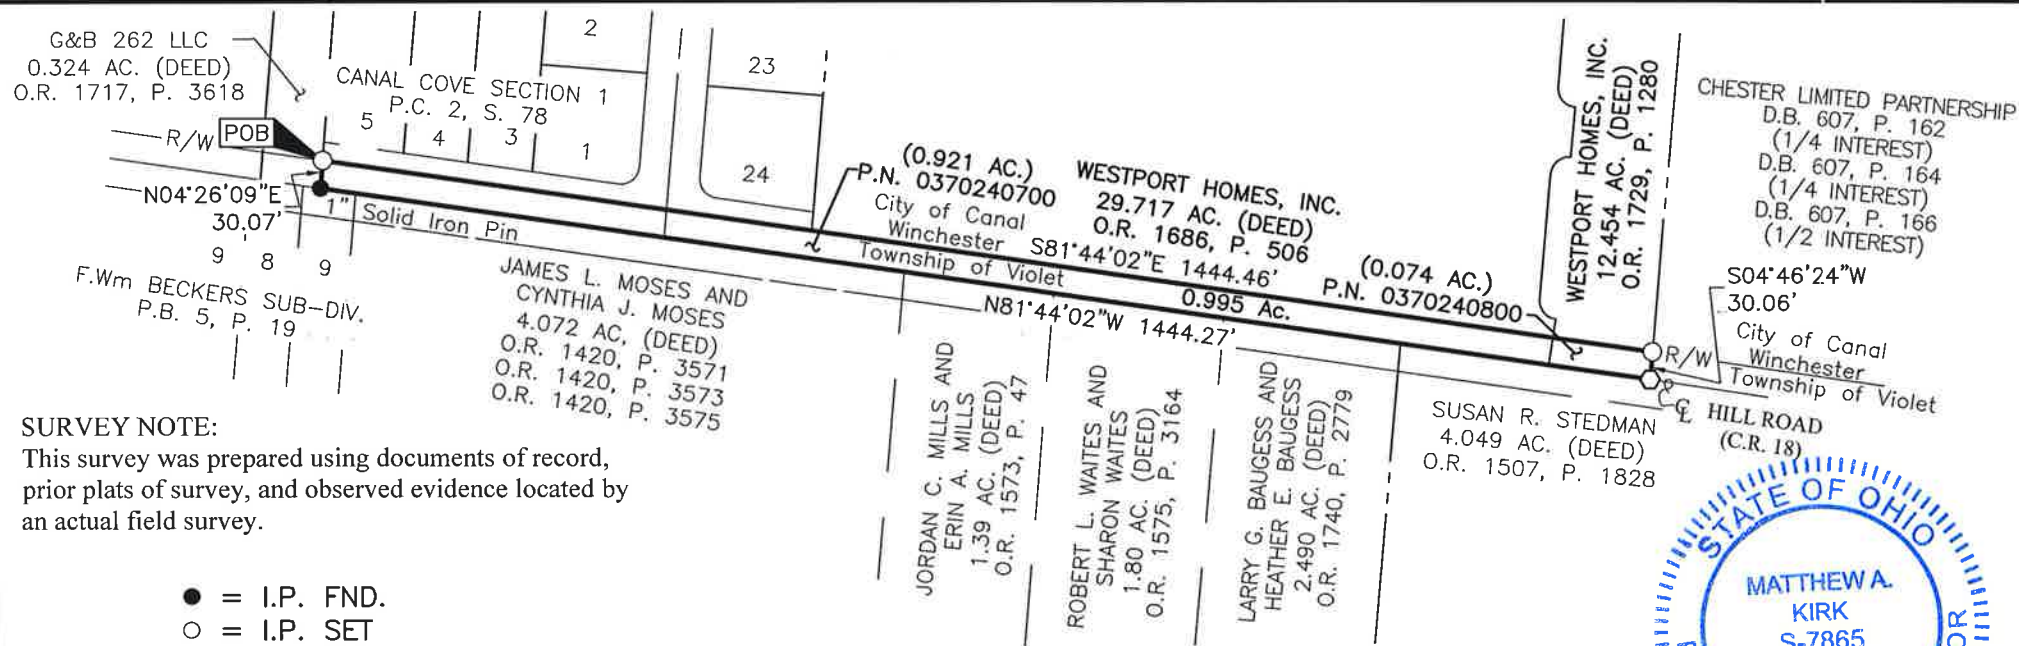 G&B 262 LLC
0.324 AC. (DEED)
O.R. 1717, P. 3618
R/W
POB
N04°26'09"E
30.07'
9
8
9
F.Wm BECKERS SUB-DIV.
P.B. 5, P. 19
1" Solid Iron Pin
CANAL COVE SECTION 1
P.C. 2, S. 78
5
4
3
1
1
2
23
24
JAMES L. MOSES AND
CYNTHIA J. MOSES
4.072 AC, (DEED)
O.R. 1420, P. 3571
O.R. 1420, P. 3573
O.R. 1420, P. 3575
(0.921 AC.)
P.N. 0370240700
City of Canal
Winchester
Township of Violet
WESTPORT HOMES, INC.
29.717 AC. (DEED)
O.R. 1686, P. 506
S81°44'02"E 1444.46'
0.995 Ac.
N81°44'02"W 1444.27'
(0.074 AC.)
P.N. 0370240800
WESTPORT HOMES, INC.
12.454 AC. (DEED)
O.R. 1729, P. 1280
CHESTER LIMITED PARTNERSHIP
D.B. 607, P. 162
(1/4 INTEREST)
D.B. 607, P. 164
(1/4 INTEREST)
D.B. 607, P. 166
(1/2 INTEREST)
S04°46'24"W
30.06'
City of Canal
Winchester
Township of Violet
R/W
℄ HILL ROAD
(C.R. 18)
JORDAN C. MILLS AND
ERIN A. MILLS
1.39 AC. (DEED)
O.R. 1573, P. 47
ROBERT L. WAITES AND
SHARON WAITES
1.80 AC. (DEED)
O.R. 1575, P. 3164
LARRY G. BAUGESS AND
HEATHER E. BAUGESS
2.490 AC. (DEED)
O.R. 1740, P. 2779
SUSAN R. STEDMAN
4.049 AC. (DEED)
O.R. 1507, P. 1828
SURVEY NOTE:
This survey was prepared using documents of record,
prior plats of survey, and observed evidence located by
an actual field survey.
● = I.P. FND.
○ = I.P. SET
STATE OF OHIO
MATTHEW A.
KIRK
S-7865